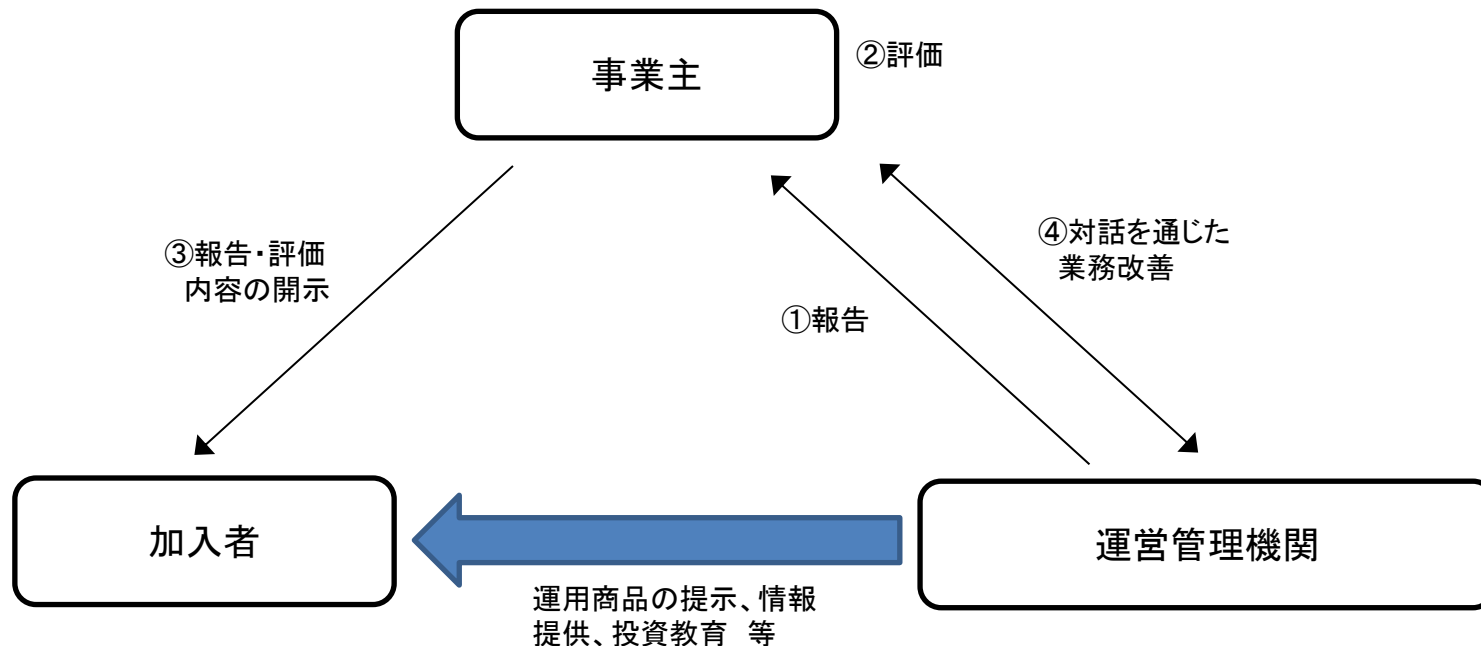 事業主
②評価
③報告・評価
内容の開示
④対話を通じた
業務改善
①報告
加入者
運営管理機関
運用商品の提示、情報
提供、投資教育　等